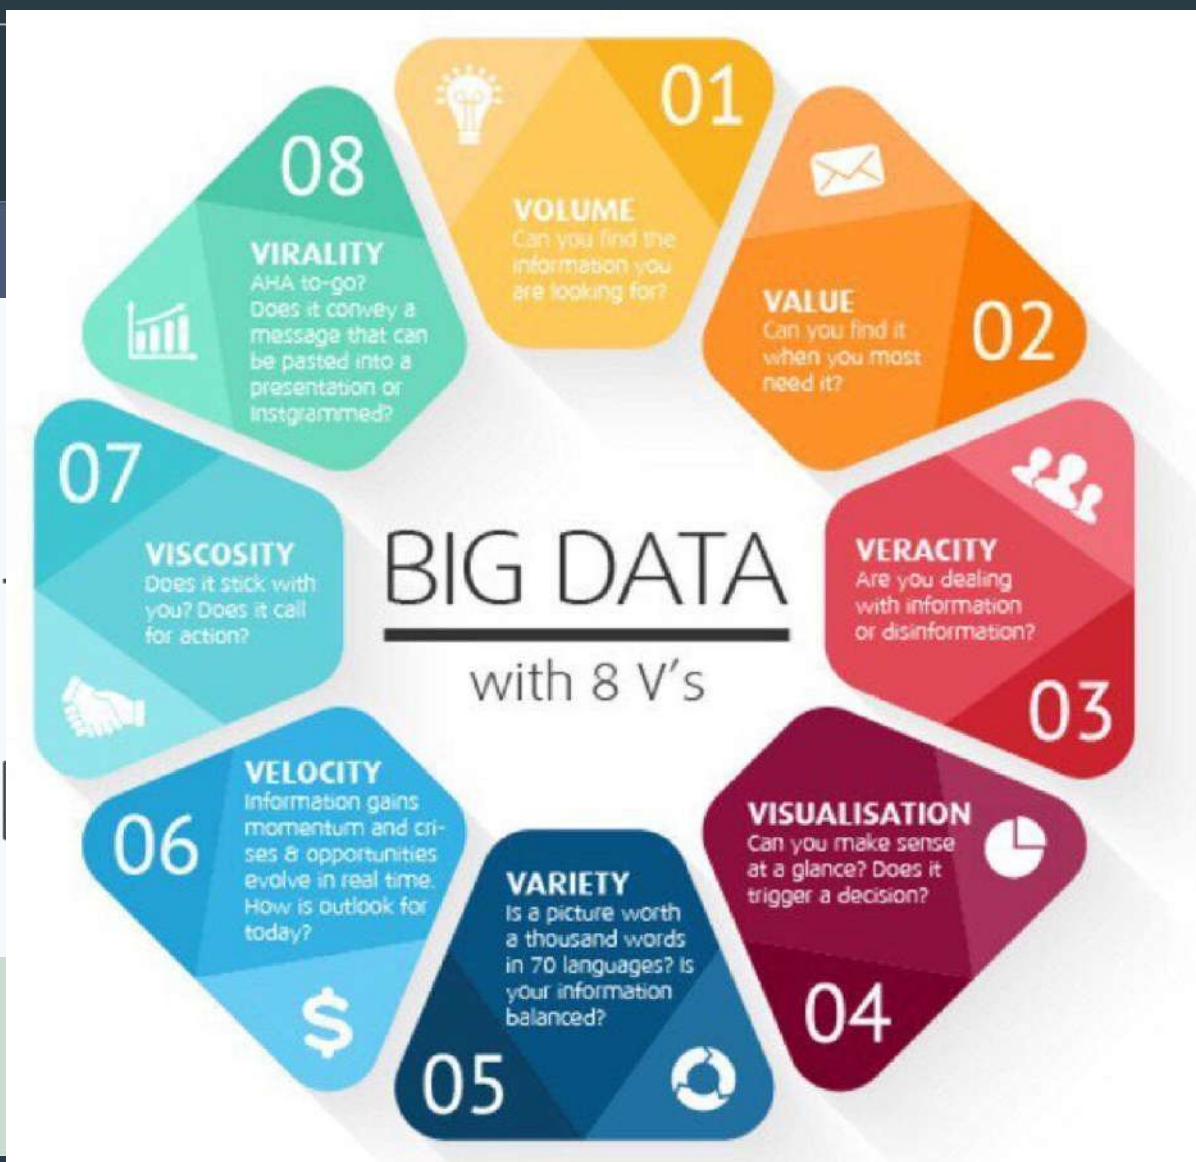 01
VOLUME
Can you find the
information you
are looking for?
VALUE
Can you find it
when you most
need it?
02
VERACITY
Are you dealing
with information
or disinformation?
03
VISUALISATION
Can you make sense
at a glance? Does it
trigger a decision?
04
VARIETY
Is a picture worth
a thousand words
in 70 languages? Is
your information
balanced?
05
VELOCITY
Information gains
momentum and cri-
ses & opportunities
evolve in real time.
How is outlook for
today?
06
07
VISCOSITY
Does it stick with
you? Does it call
for action?
08
VIRALITY
AHA to-go?
Does it convey a
message that can
be pasted into a
presentation or
Instgrammed?
BIG DATA
with 8 V's